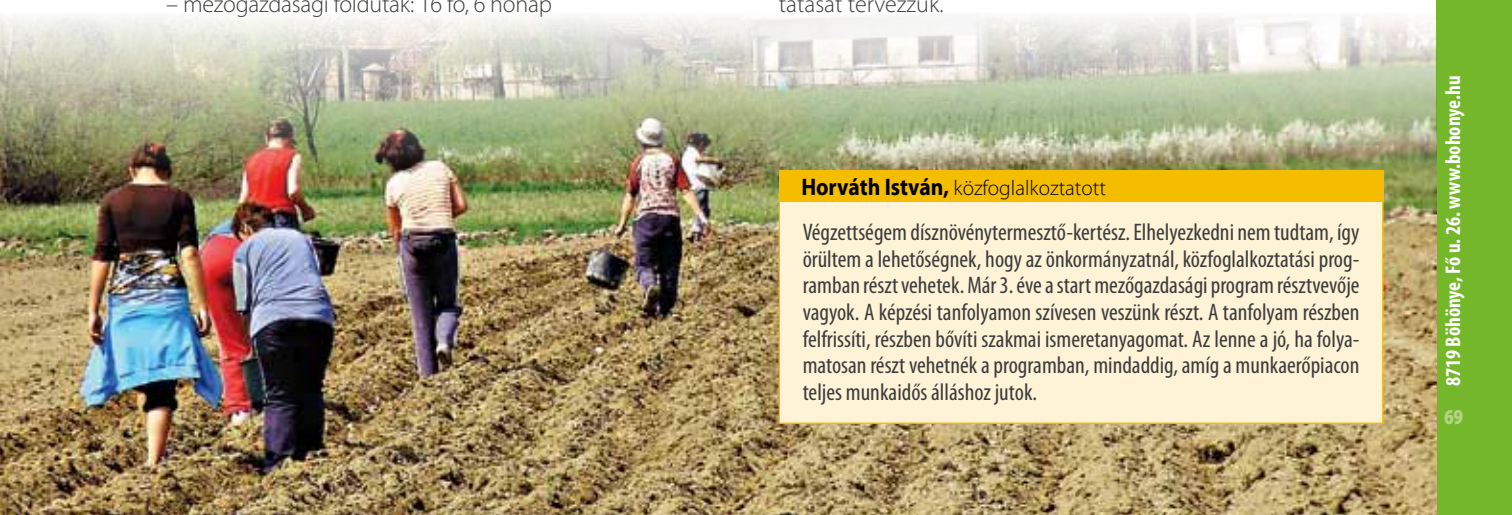 – mezőgazdasági földutak: 16 fő, 6 hónap
tatását tervezzük.
Horváth István, közfoglalkoztatott
Végzettségem dísznövénytermesztő-kertész. Elhelyezkedni nem tudtam, így
örültem a lehetőségnek, hogy az önkormányzatnál, közfoglalkoztatási prog-
ramban részt vehetek. Már 3. éve a start mezőgazdasági program résztvevője
vagyok. A képzési tanfolyamon szívesen veszünk részt. A tanfolyam részben
felfrissíti, részben bővíti szakmai ismeretanyagomat. Az lenne a jó, ha folya-
matosan részt vehetnék a programban, mindaddig, amíg a munkaerőpiacon
teljes munkaidős álláshoz jutok.
8719 Böhönye, Fő u. 26. www.bohonye.hu
69